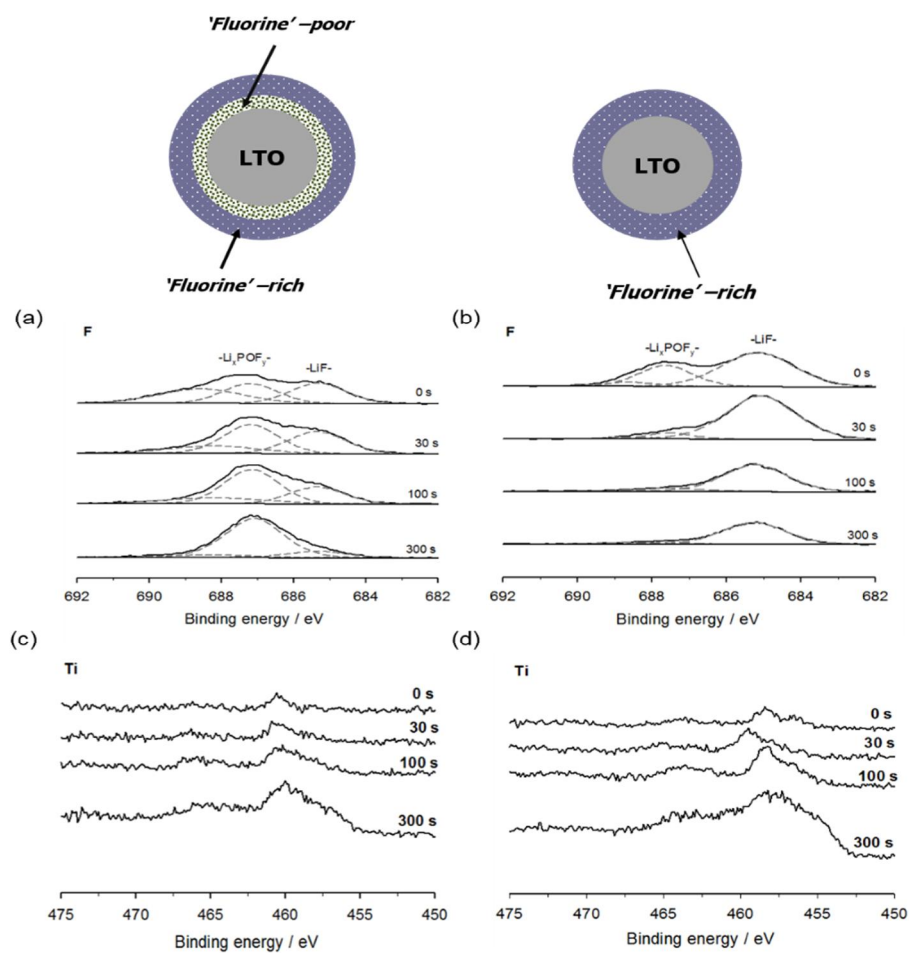 'Fluorine' –poor
LTO
'Fluorine' –rich
LTO
'Fluorine' –rich
(a)
F
-LixPOFy-
-LiF-
0 s
30 s
100 s
300 s
692 690 688 686 684 682
Binding energy / eV
(b)
F
-LixPOFy-
-LiF-
0 s
30 s
100 s
300 s
692 690 688 686 684 682
Binding energy / eV
(c)
Ti
0 s
30 s
100 s
300 s
475 470 465 460 455 450
Binding energy / eV
(d)
Ti
0 s
30 s
100 s
300 s
475 470 465 460 455 450
Binding energy / eV